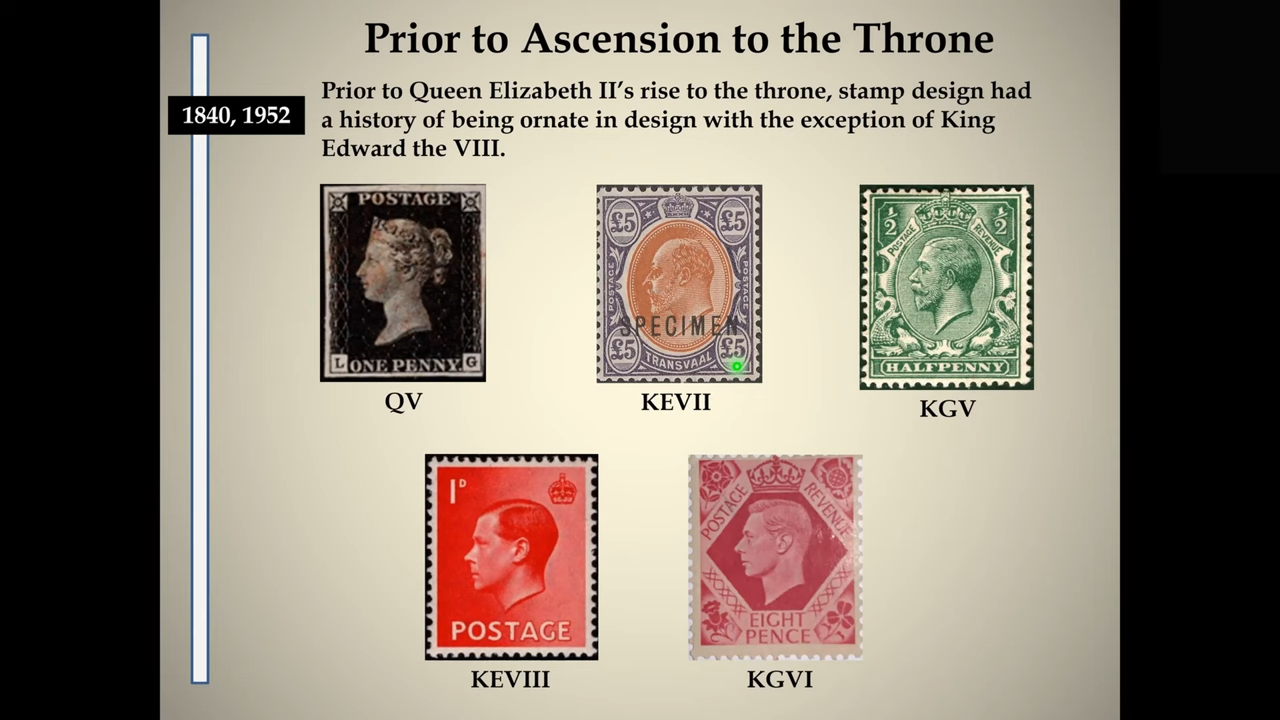 Prior to Ascension to the Throne
1840, 1952
Prior to Queen Elizabeth II's rise to the throne, stamp design had
a history of being ornate in design with the exception of King
Edward the VIII.
POSTAGE
L ONE PENNY. G
QV
£5 £5
POSTAGE POSTAGE
SPECIMEN
£5 TRANSVAAL £5
KEVII
½ ½
POSTAGE REVENUE
HALFPENNY
KGV
1D
POSTAGE
KEVIII
POSTAGE REVENUE
EIGHT
PENCE
KGVI